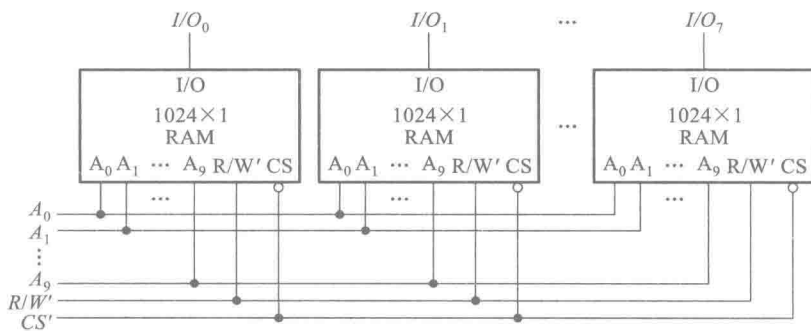 I/O₀ I/O₁ ... I/O₇
I/O I/O I/O
1024×1 1024×1 1024×1
RAM RAM ... RAM
A₀ A₁ ... A₉ R/W' CS A₀ A₁ ... A₉ R/W' CS A₀ A₁ ... A₉ R/W' CS
... ... ...
A₀
A₁
⋮
A₉
R/W'
CS'